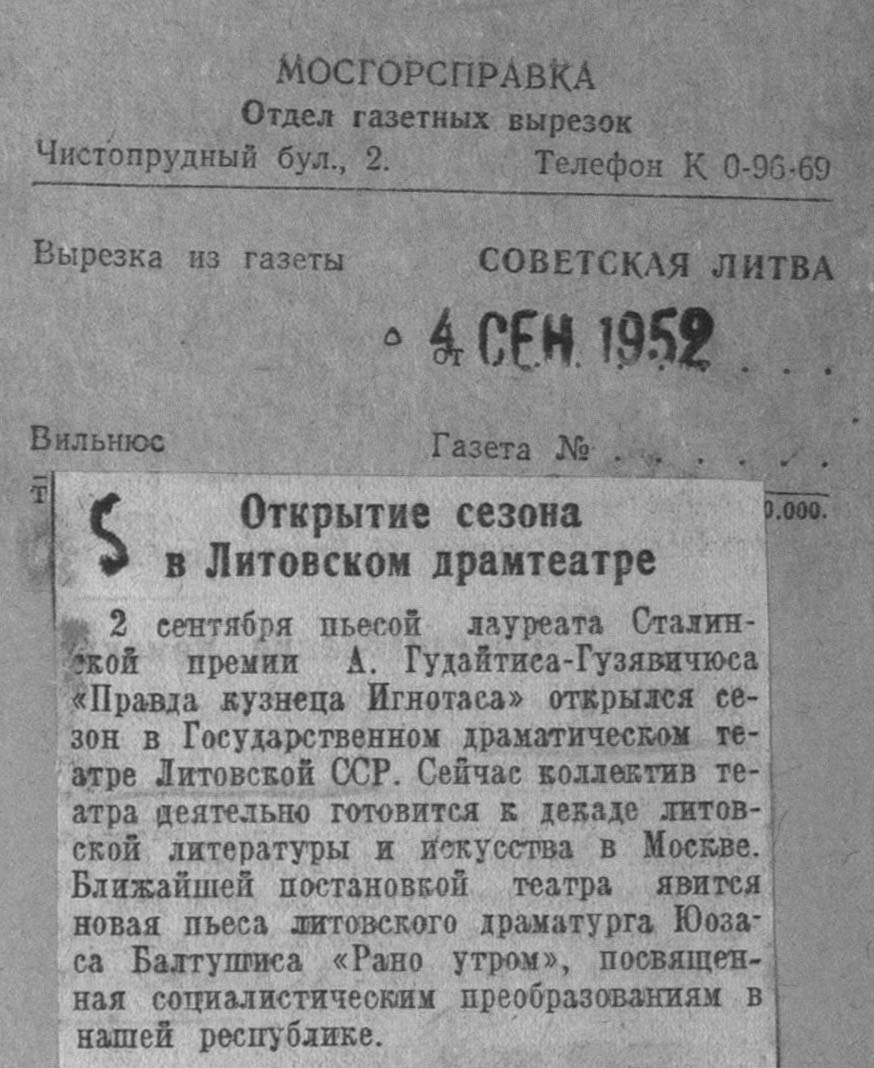 МОСГОРСПРАВКА
Отдел газетных вырезок
Чистопрудный бул., 2. Телефон К 0-96-69
Вырезка из газеты СОВЕТСКАЯ ЛИТВА
от 4 СЕН. 1952 . . .
Вильнюс Газета № . . . . . .
Т 0.000.
5 Открытие сезона
в Литовском драмтеатре
2 сентября пьесой лауреата Сталин-
ской премии А. Гудайтиса-Гузявичюса
«Правда кузнеца Игнотаса» открылся се-
зон в Государственном драматическом те-
атре Литовской ССР. Сейчас коллектив те-
атра деятельно готовится к декаде литов-
ской литературы и искусства в Москве.
Ближайшей постановкой театра явится
новая пьеса литовского драматурга Юоза-
са Балтушиса «Рано утром», посвящен-
ная социалистическим преобразованиям в
нашей республике.